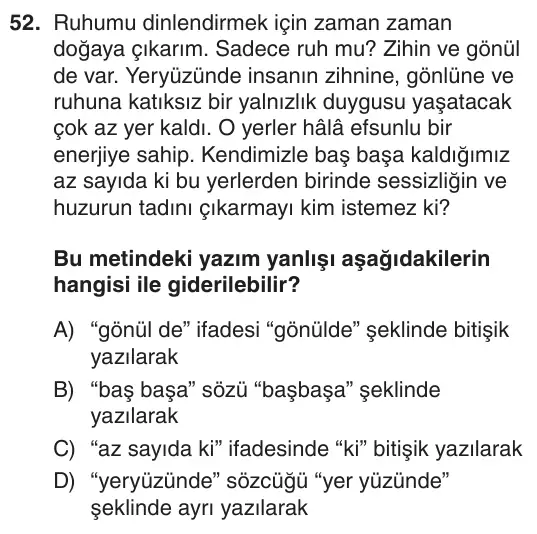 52. Ruhumu dinlendirmek için zaman zaman
doğaya çıkarım. Sadece ruh mu? Zihin ve gönül
de var. Yeryüzünde insanın zihnine, gönlüne ve
ruhuna katıksız bir yalnızlık duygusu yaşatacak
çok az yer kaldı. O yerler hâlâ efsunlu bir
enerjiye sahip. Kendimizle baş başa kaldığımız
az sayıda ki bu yerlerden birinde sessizliğin ve
huzurun tadını çıkarmayı kim istemez ki?
Bu metindeki yazım yanlışı aşağıdakilerin
hangisi ile giderilebilir?
A) “gönül de” ifadesi “gönülde” şeklinde bitişik
yazılarak
B) “baş başa” sözü “başbaşa” şeklinde
yazılarak
C) “az sayıda ki” ifadesinde “ki” bitişik yazılarak
D) “yeryüzünde” sözcüğü “yer yüzünde”
şeklinde ayrı yazılarak